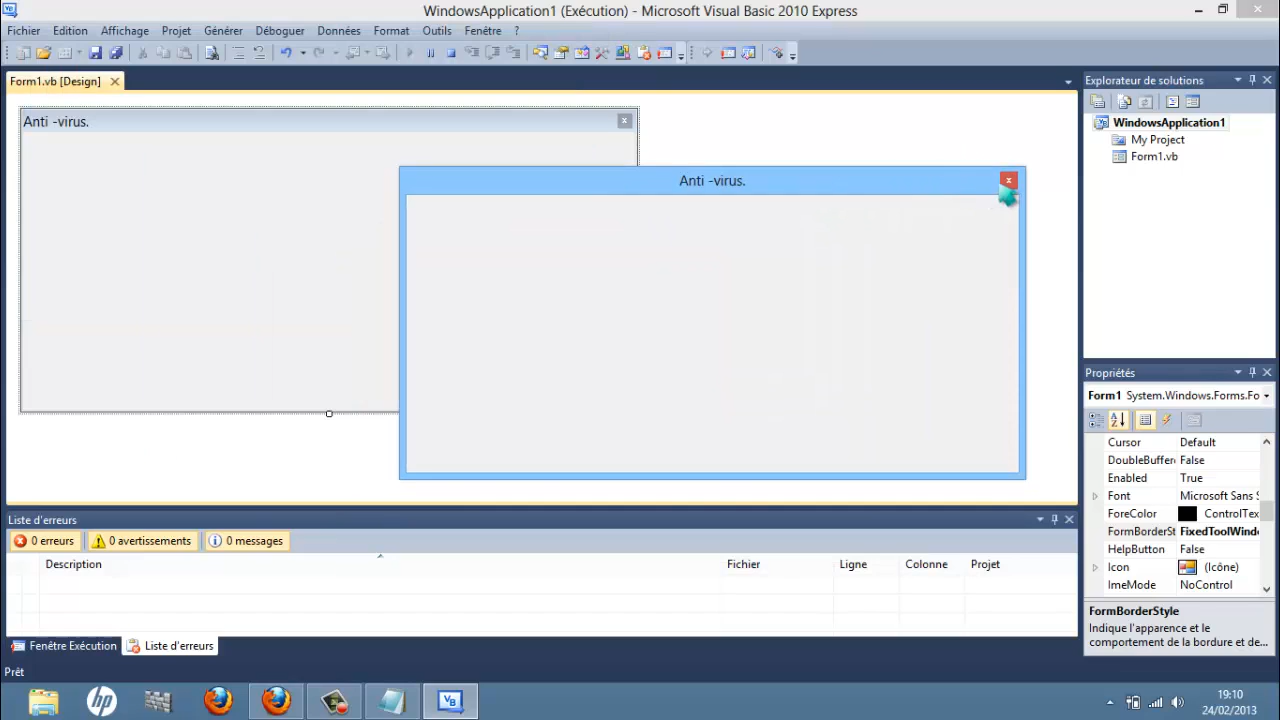 WindowsApplication1 (Exécution) - Microsoft Visual Basic 2010 Express
Fichier Edition Affichage Projet Générer Déboguer Données Format Outils Fenêtre ?
Form1.vb [Design]
Explorateur de solutions
Anti -virus.
WindowsApplication1
My Project
Form1.vb
Anti -virus.
Propriétés
Form1 System.Windows.Forms.Fo
Cursor Default
DoubleBuffere False
Enabled True
Font Microsoft Sans S
ForeColor ControlTex
FormBorderSt FixedToolWind
HelpButton False
Icon (Icône)
ImeMode NoControl
FormBorderStyle
Indique l'apparence et le
comportement de la bordure et de...
Liste d'erreurs
0 erreurs 0 avertissements 0 messages
Description Fichier Ligne Colonne Projet
Fenêtre Exécution Liste d'erreurs
Prêt
hp VB
19:10
24/02/2013